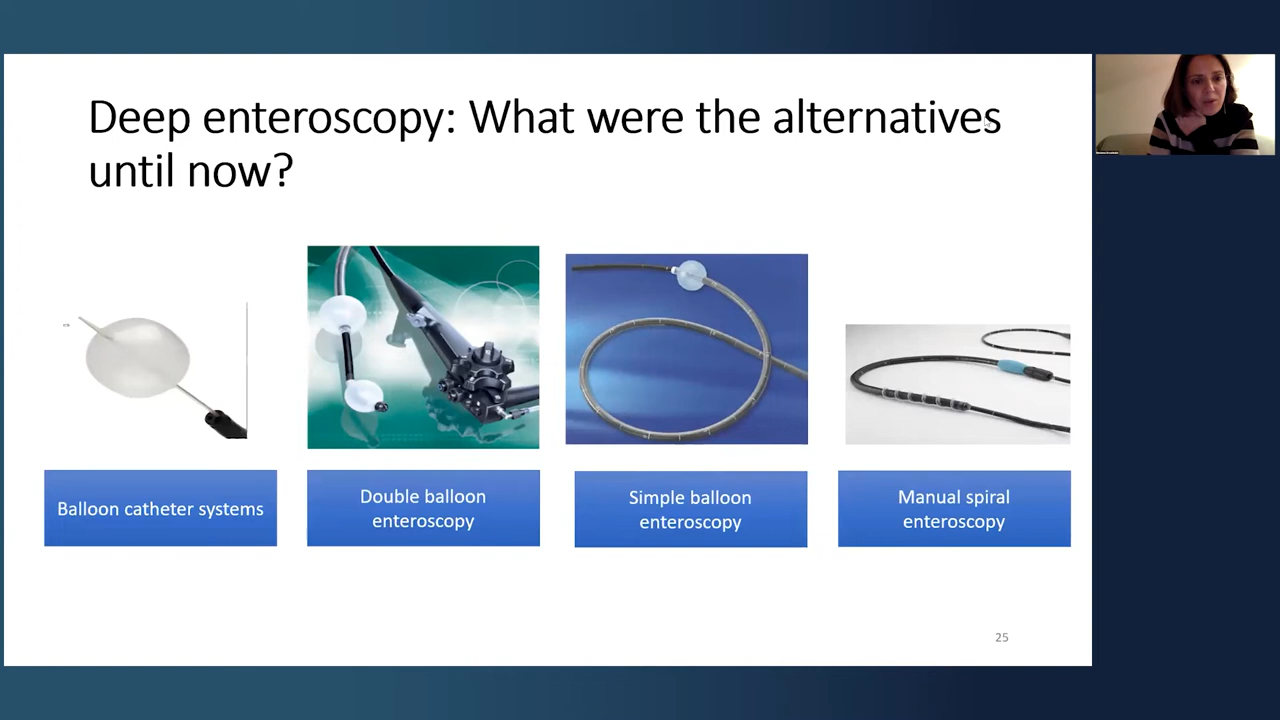 Deep enteroscopy: What were the alternatives
until now?
Balloon catheter systems
Double balloon
enteroscopy
Simple balloon
enteroscopy
Manual spiral
enteroscopy
25